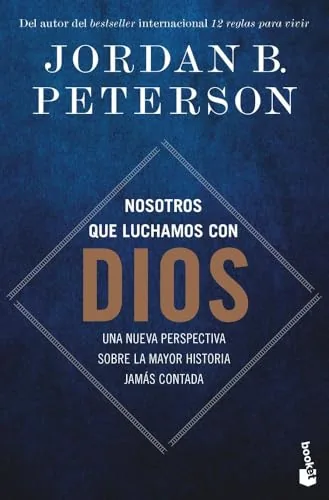 Del autor del bestseller internacional 12 reglas para vivir
JORDAN B.
PETERSON
NOSOTROS
QUE LUCHAMOS CON
DIOS
UNA NUEVA PERSPECTIVA
SOBRE LA MAYOR HISTORIA
JAMÁS CONTADA
booket